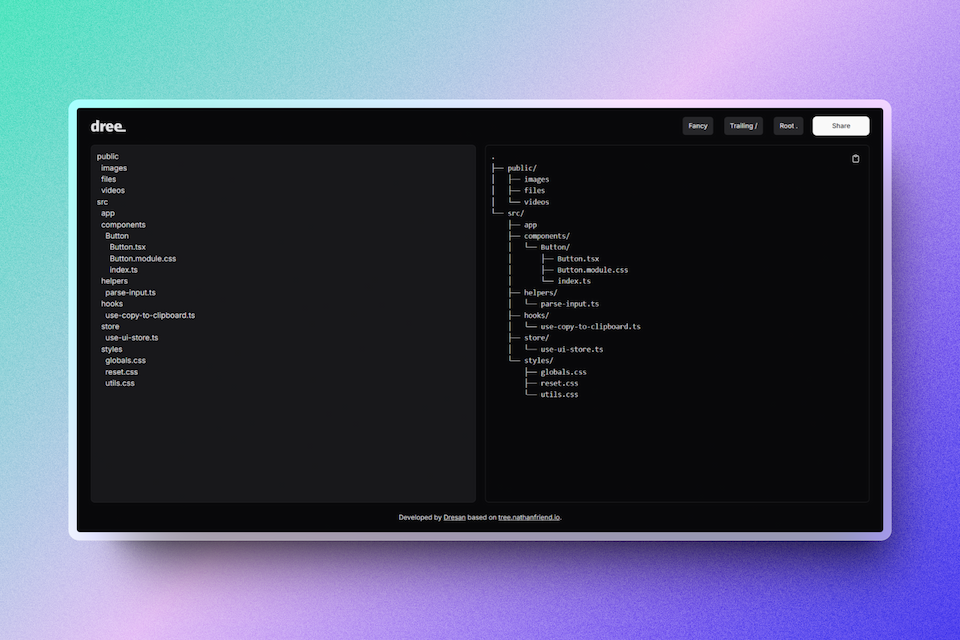 dree_
Fancy
Trailing /
Root .
Share
public
images
files
videos
src
app
components
Button
Button.tsx
Button.module.css
index.ts
helpers
parse-input.ts
hooks
use-copy-to-clipboard.ts
store
use-ui-store.ts
styles
globals.css
reset.css
utils.css
.
├── public/
│   ├── images
│   ├── files
│   └── videos
└── src/
    ├── app
    ├── components/
    │   └── Button/
    │       ├── Button.tsx
    │       ├── Button.module.css
    │       └── index.ts
    ├── helpers/
    │   └── parse-input.ts
    ├── hooks/
    │   └── use-copy-to-clipboard.ts
    ├── store/
    │   └── use-ui-store.ts
    └── styles/
        ├── globals.css
        ├── reset.css
        └── utils.css
Developed by Dresan based on tree.nathanfriend.io.